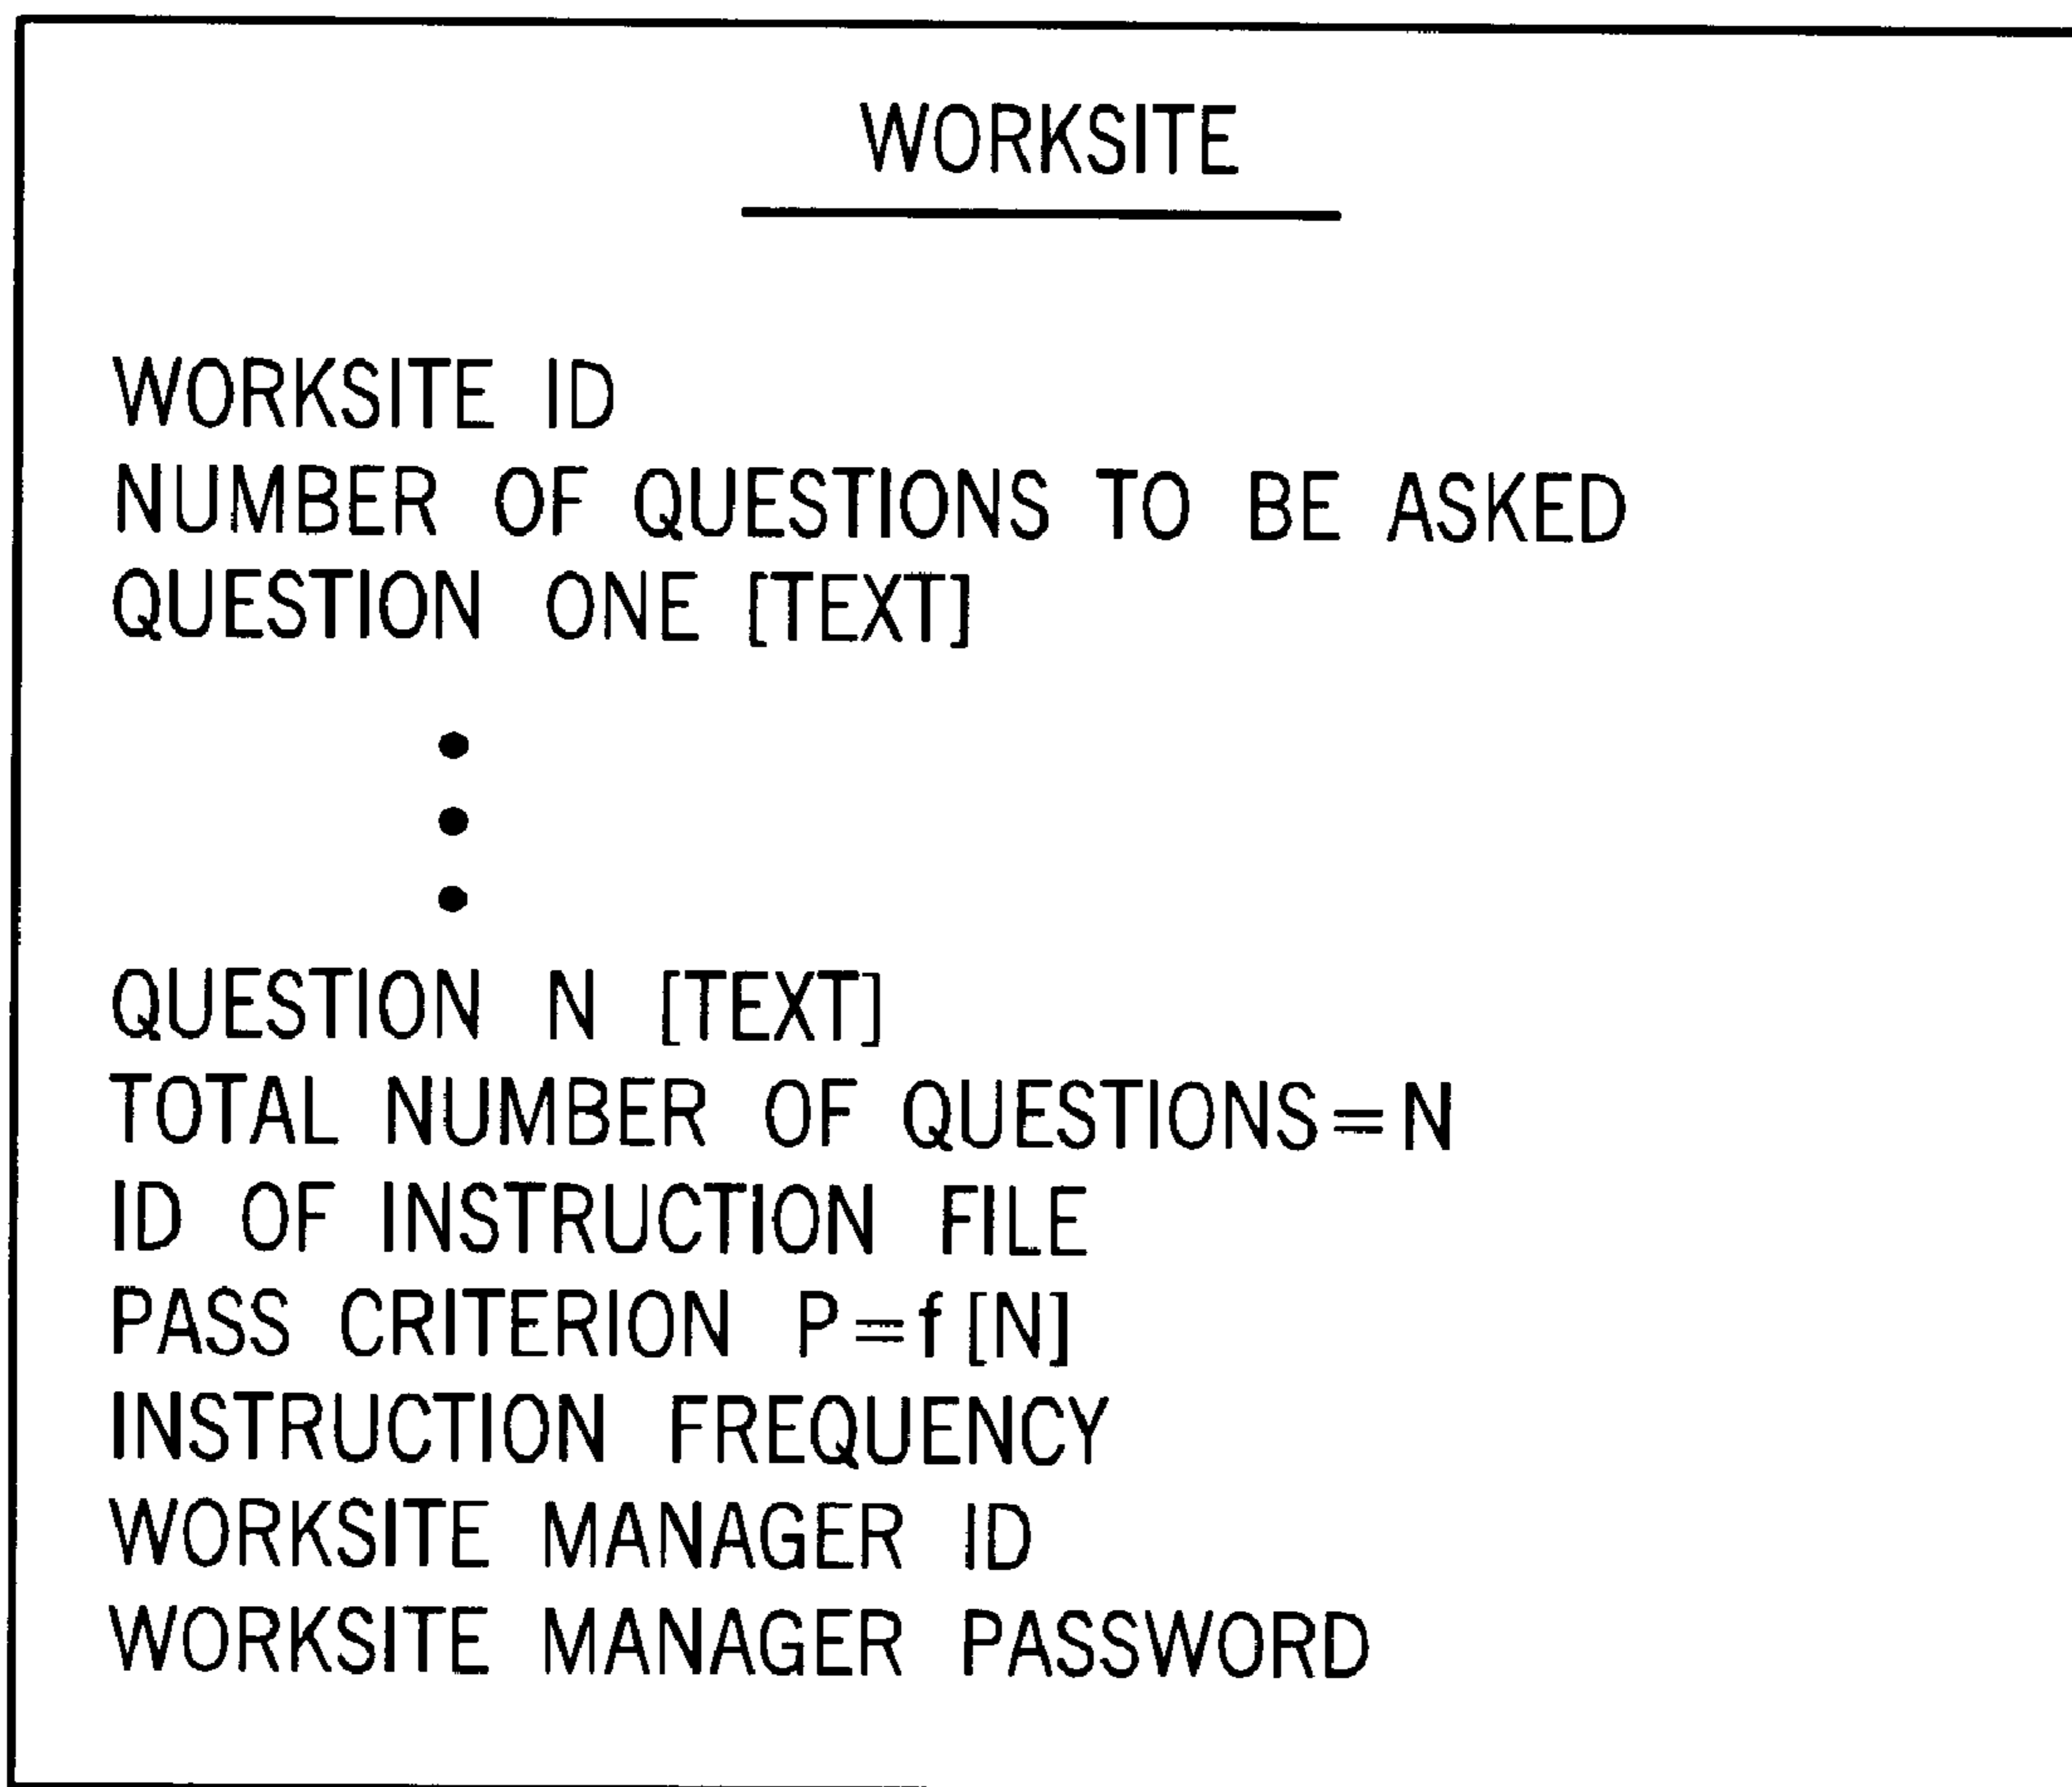 WORKSITE
WORKSITE ID
NUMBER OF QUESTIONS TO BE ASKED
QUESTION ONE [TEXT]
•
•
•
QUESTION N [TEXT]
TOTAL NUMBER OF QUESTIONS=N
ID OF INSTRUCTION FILE
PASS CRITERION P=f[N]
INSTRUCTION FREQUENCY
WORKSITE MANAGER ID
WORKSITE MANAGER PASSWORD